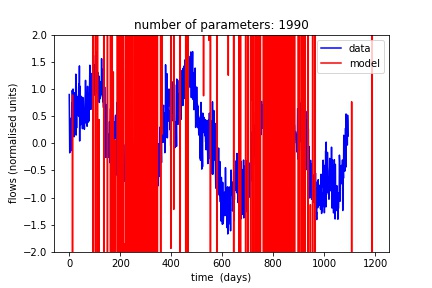 number of parameters: 1990
2.0
1.5
1.0
0.5
0.0
−0.5
−1.0
−1.5
−2.0
flows (normalised units)
data
model
0 200 400 600 800 1000 1200
time (days)